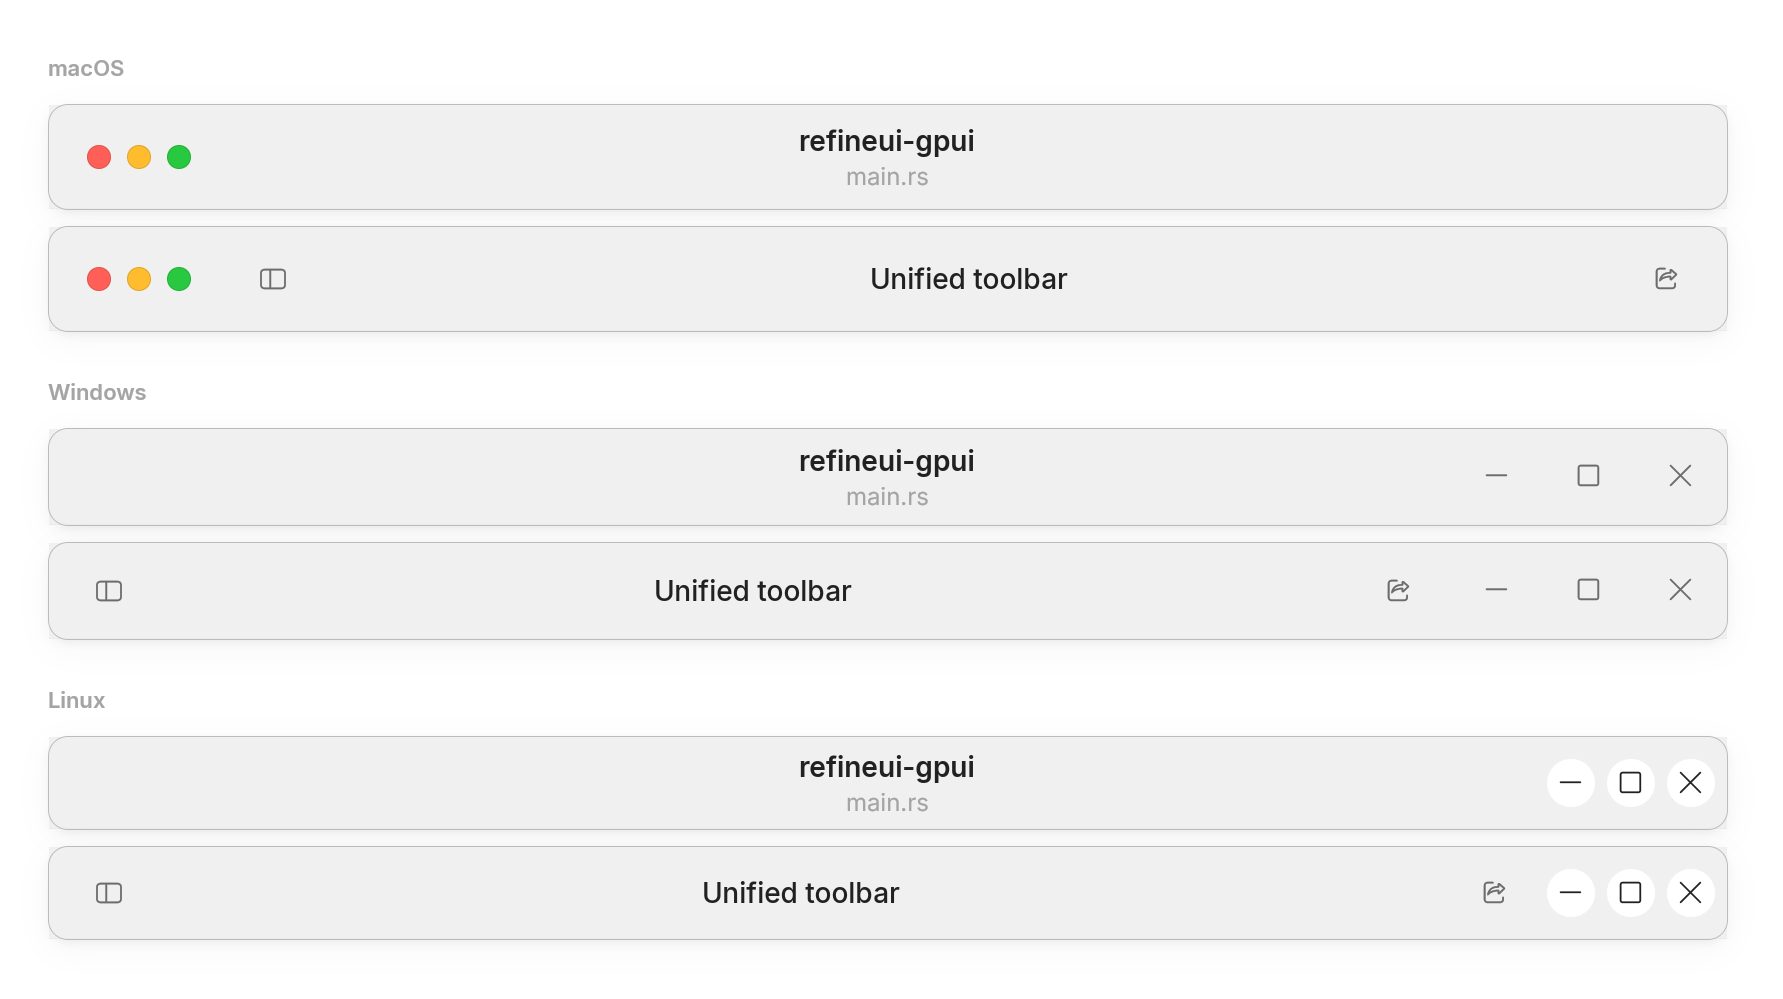 macOS
refineui-gpui
main.rs
Unified toolbar
Windows
refineui-gpui
main.rs
Unified toolbar
Linux
refineui-gpui
main.rs
Unified toolbar